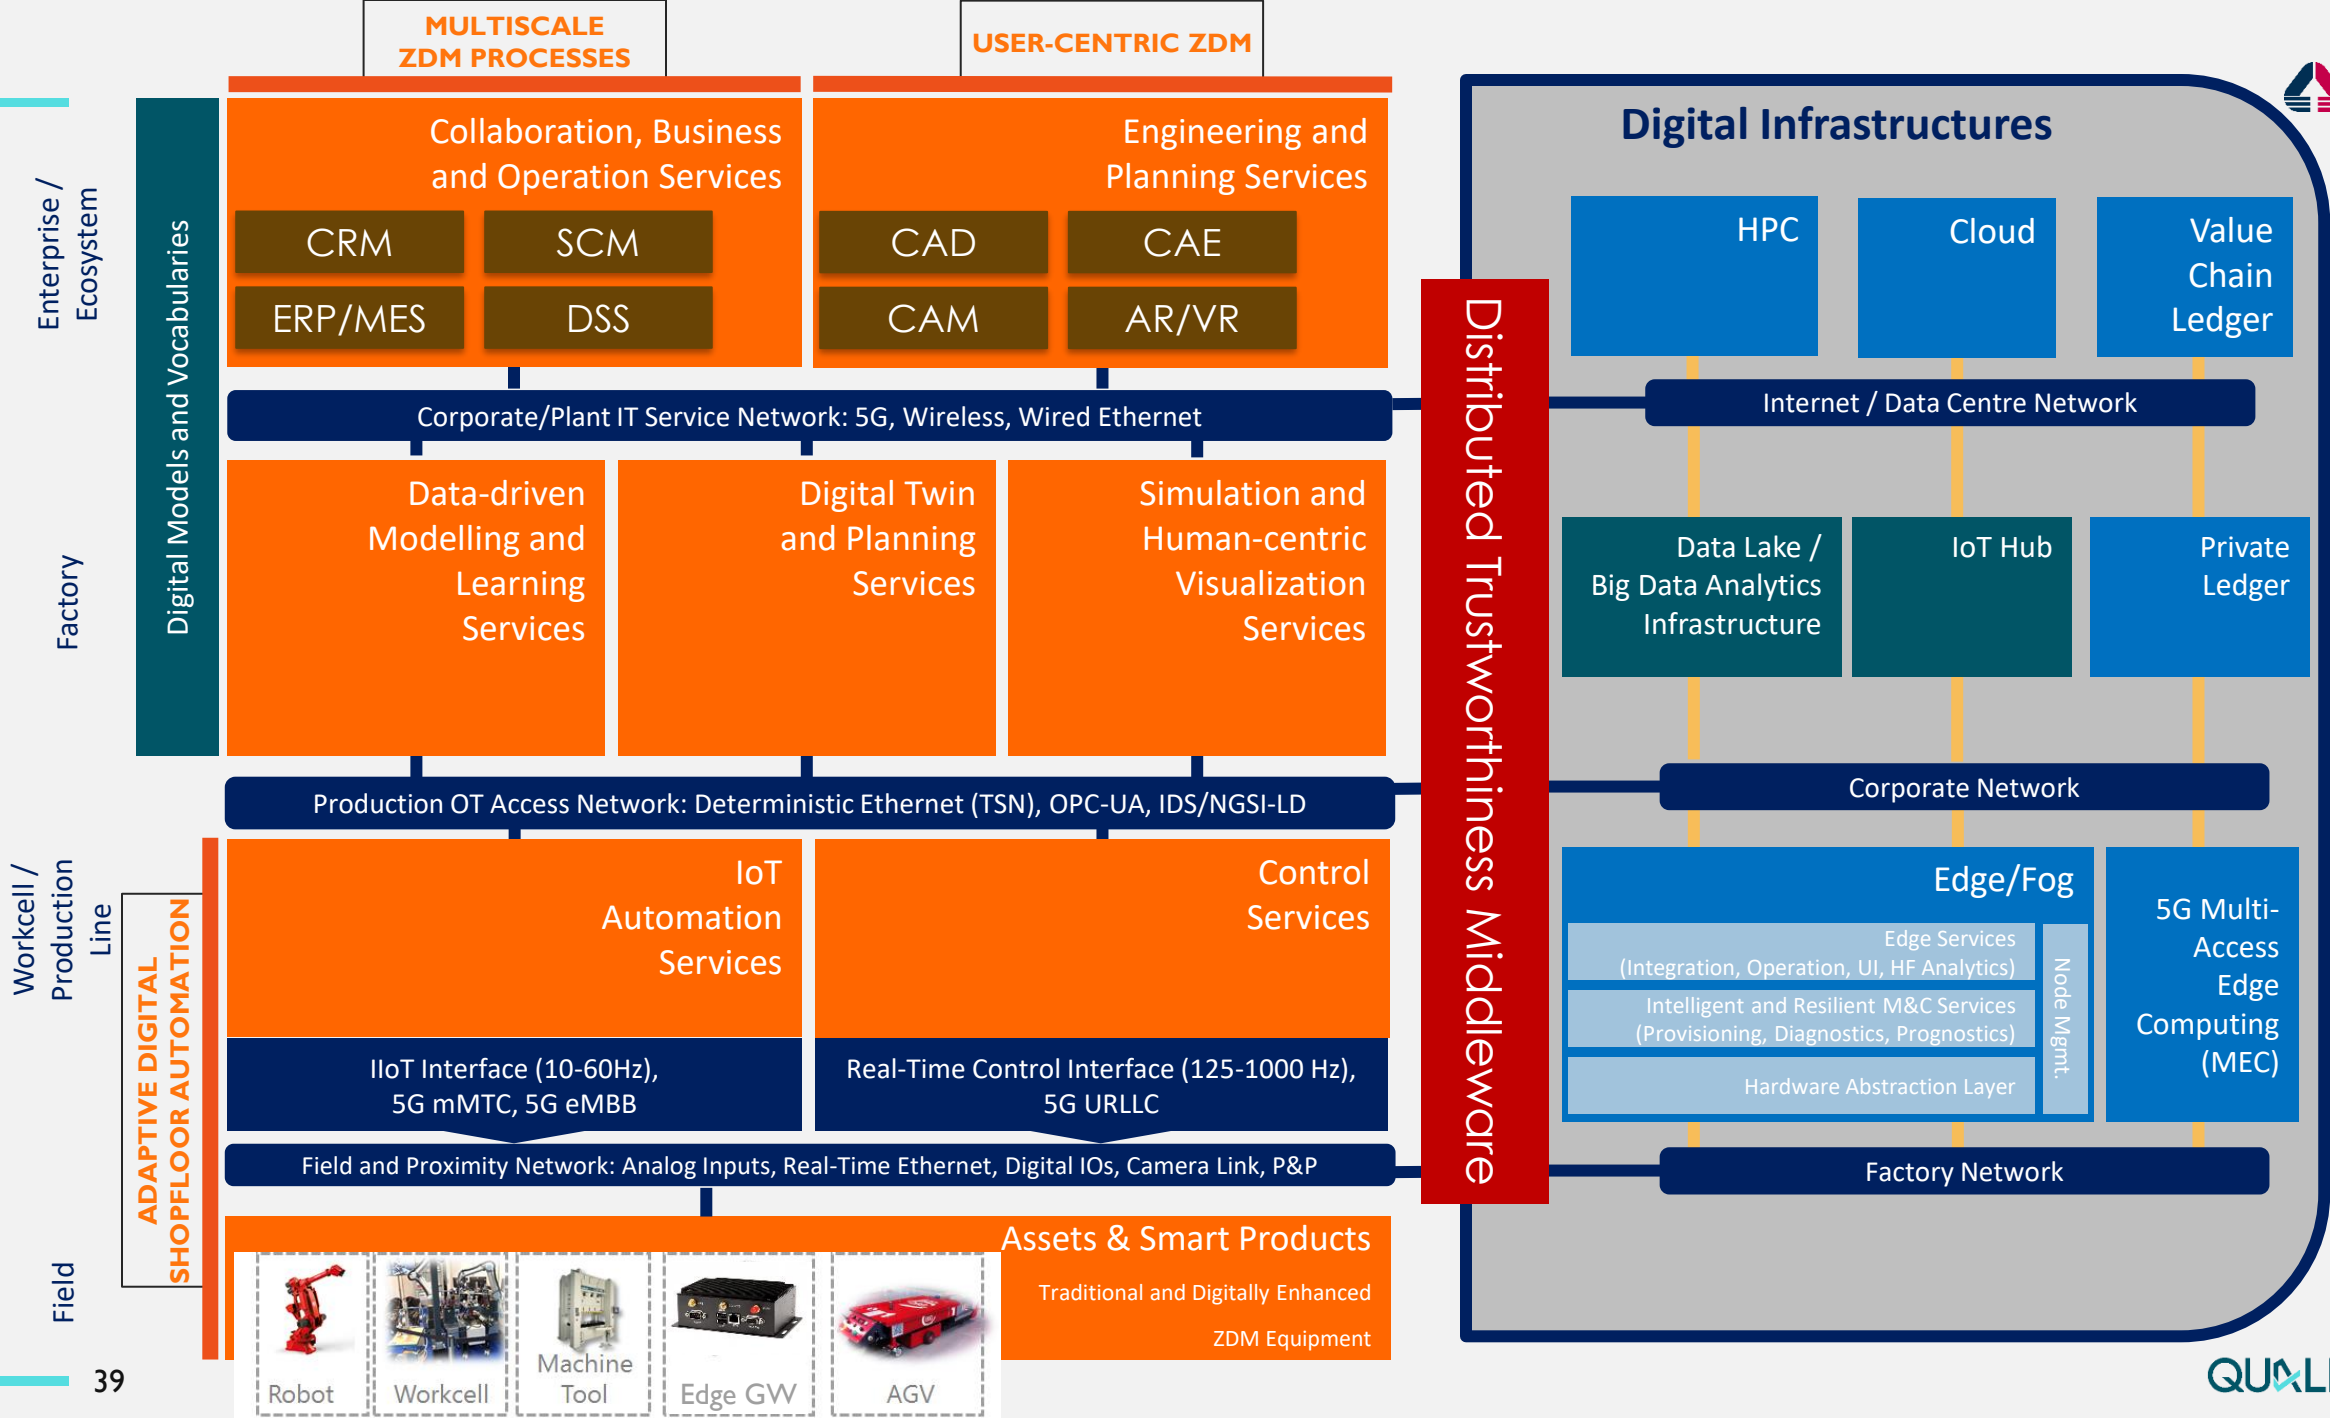 MULTISCALE
ZDM PROCESSES
USER-CENTRIC ZDM
Enterprise /
Ecosystem
Factory
Workcell /
Production
Line
Field
Digital Models and Vocabularies
ADAPTIVE DIGITAL
SHOPFLOOR AUTOMATION
Collaboration, Business
and Operation Services
CRM
SCM
ERP/MES
DSS
Engineering and
Planning Services
CAD
CAE
CAM
AR/VR
Corporate/Plant IT Service Network: 5G, Wireless, Wired Ethernet
Data-driven
Modelling and
Learning
Services
Digital Twin
and Planning
Services
Simulation and
Human-centric
Visualization
Services
Production OT Access Network: Deterministic Ethernet (TSN), OPC-UA, IDS/NGSI-LD
IoT
Automation
Services
Control
Services
IIoT Interface (10-60Hz),
5G mMTC, 5G eMBB
Real-Time Control Interface (125-1000 Hz),
5G URLLC
Field and Proximity Network: Analog Inputs, Real-Time Ethernet, Digital IOs, Camera Link, P&P
Assets & Smart Products
Traditional and Digitally Enhanced
ZDM Equipment
Robot
Workcell
Machine
Tool
Edge GW
AGV
Distributed Trustworthiness Middleware
Digital Infrastructures
HPC
Cloud
Value
Chain
Ledger
Internet / Data Centre Network
Data Lake /
Big Data Analytics
Infrastructure
IoT Hub
Private
Ledger
Corporate Network
Edge/Fog
Edge Services
(Integration, Operation, UI, HF Analytics)
Intelligent and Resilient M&C Services
(Provisioning, Diagnostics, Prognostics)
Hardware Abstraction Layer
Node Mgmt.
5G Multi-
Access
Edge
Computing
(MEC)
Factory Network
39
QUALI